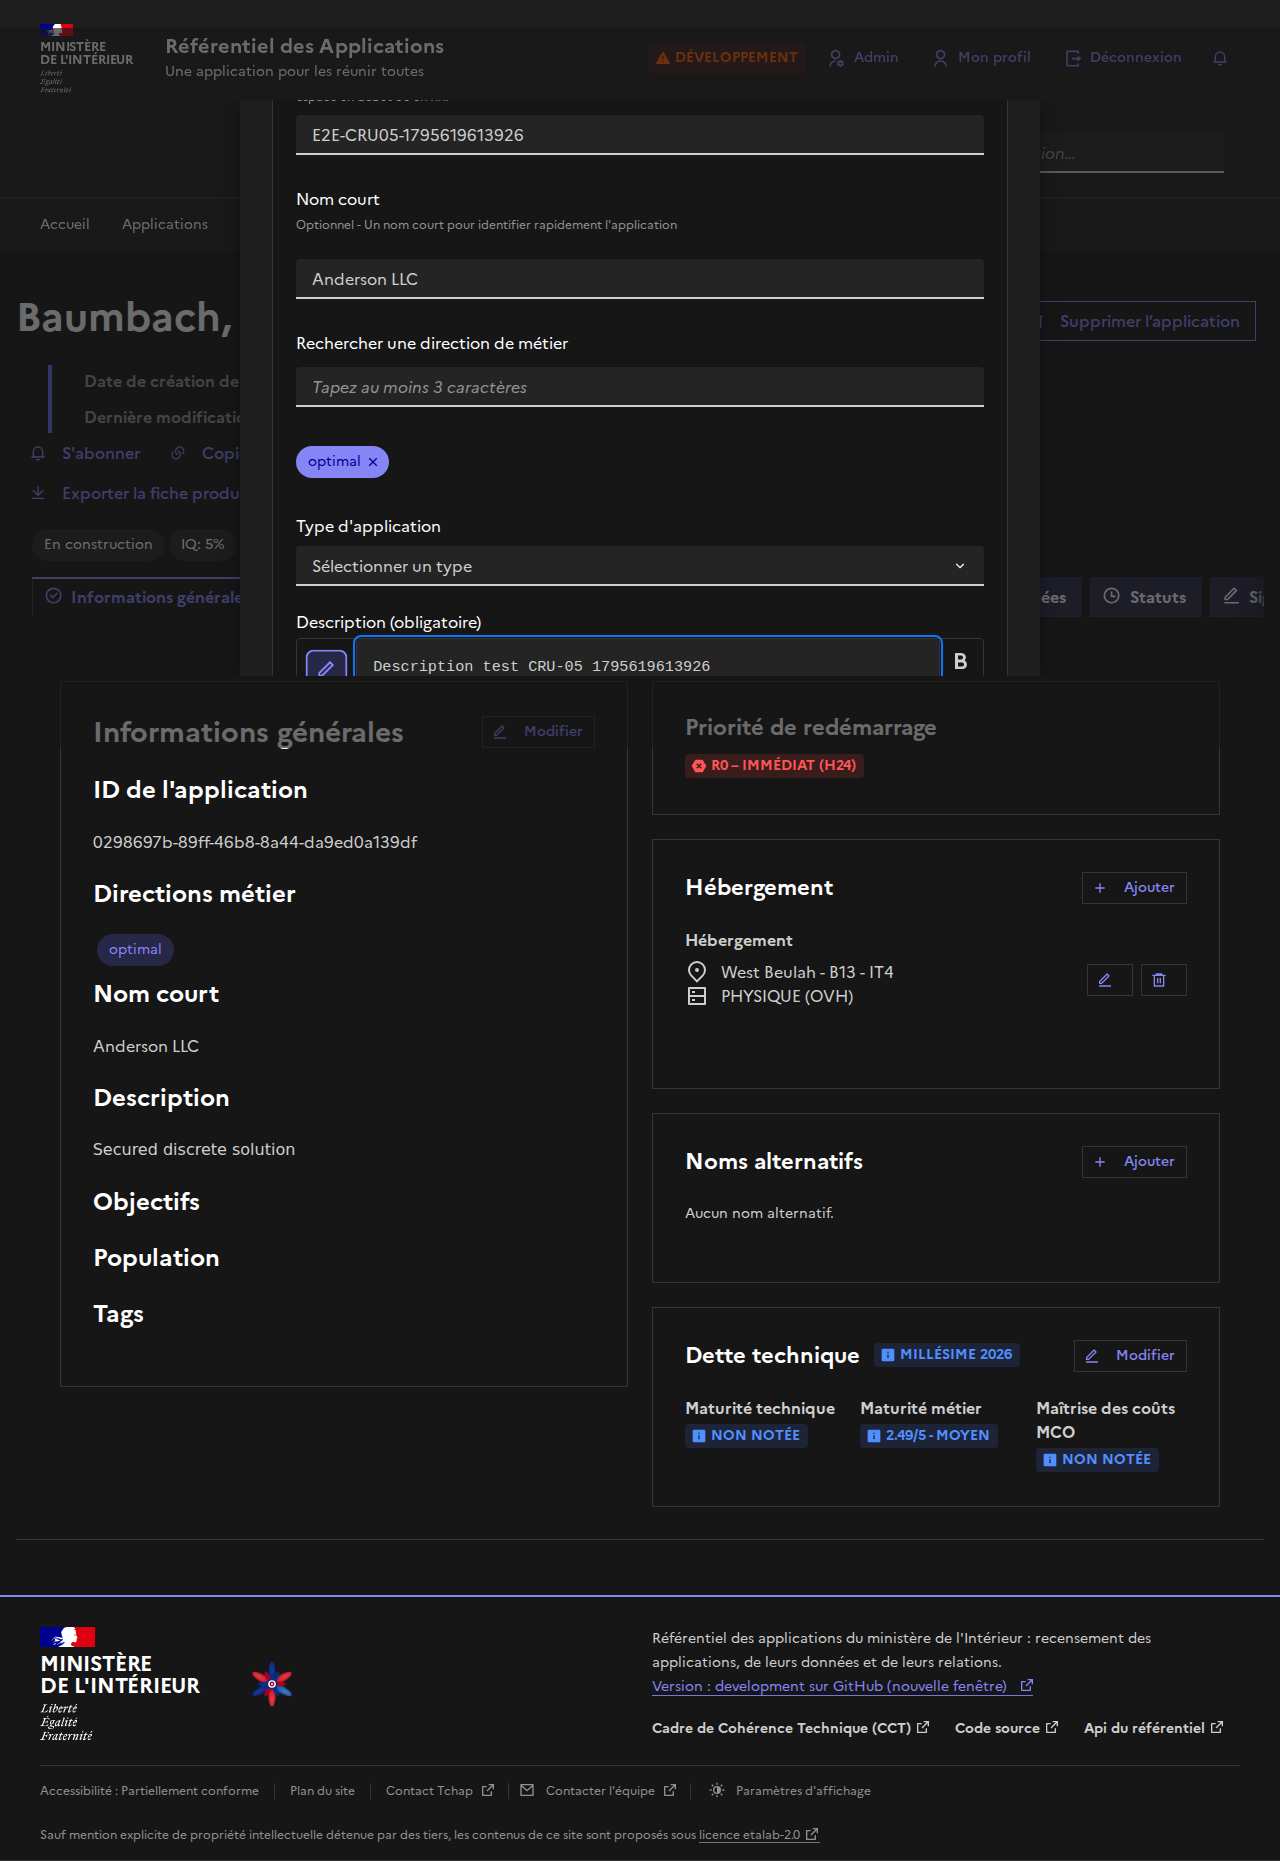 MINISTÈRE
DE L'INTÉRIEUR
Liberté
Égalité
Fraternité
Référentiel des Applications
Une application pour les réunir toutes
DÉVELOPPEMENT
Admin
Mon profil
Déconnexion
E2E-CRU05-1795619613926
Nom court
Optionnel - Un nom court pour identifier rapidement l'application
Anderson LLC
Rechercher une direction de métier
Tapez au moins 3 caractères
optimal
Type d'application
Sélectionner un type
Description (obligatoire)
Description test CRU-05 1795619613926
B
Accueil
Applications
Baumbach,
Supprimer l’application
Date de création de
Dernière modificatio
S'abonner
Copi
Exporter la fiche produ
En construction
IQ: 5%
Informations générale
ées
Statuts
Informations générales
Modifier
ID de l'application
0298697b-89ff-46b8-8a44-da9ed0a139df
Directions métier
optimal
Nom court
Anderson LLC
Description
Secured discrete solution
Objectifs
Population
Tags
Priorité de redémarrage
R0 – IMMÉDIAT (H24)
Hébergement
Ajouter
Hébergement
West Beulah - B13 - IT4
PHYSIQUE (OVH)
Noms alternatifs
Ajouter
Aucun nom alternatif.
Dette technique
MILLÉSIME 2026
Modifier
Maturité technique
NON NOTÉE
Maturité métier
2.49/5 - MOYEN
Maîtrise des coûts
MCO
NON NOTÉE
MINISTÈRE
DE L'INTÉRIEUR
Liberté
Égalité
Fraternité
Référentiel des applications du ministère de l'Intérieur : recensement des
applications, de leurs données et de leurs relations.
Version : development sur GitHub (nouvelle fenêtre)
Cadre de Cohérence Technique (CCT)
Code source
Api du référentiel
Accessibilité : Partiellement conforme
Plan du site
Contact Tchap
Contacter l'équipe
Paramètres d'affichage
Sauf mention explicite de propriété intellectuelle détenue par des tiers, les contenus de ce site sont proposés sous licence etalab-2.0